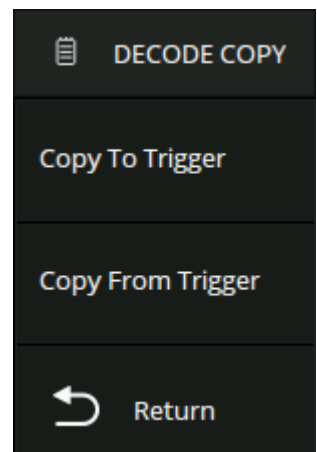 DECODE COPY
Copy To Trigger
Copy From Trigger
Return